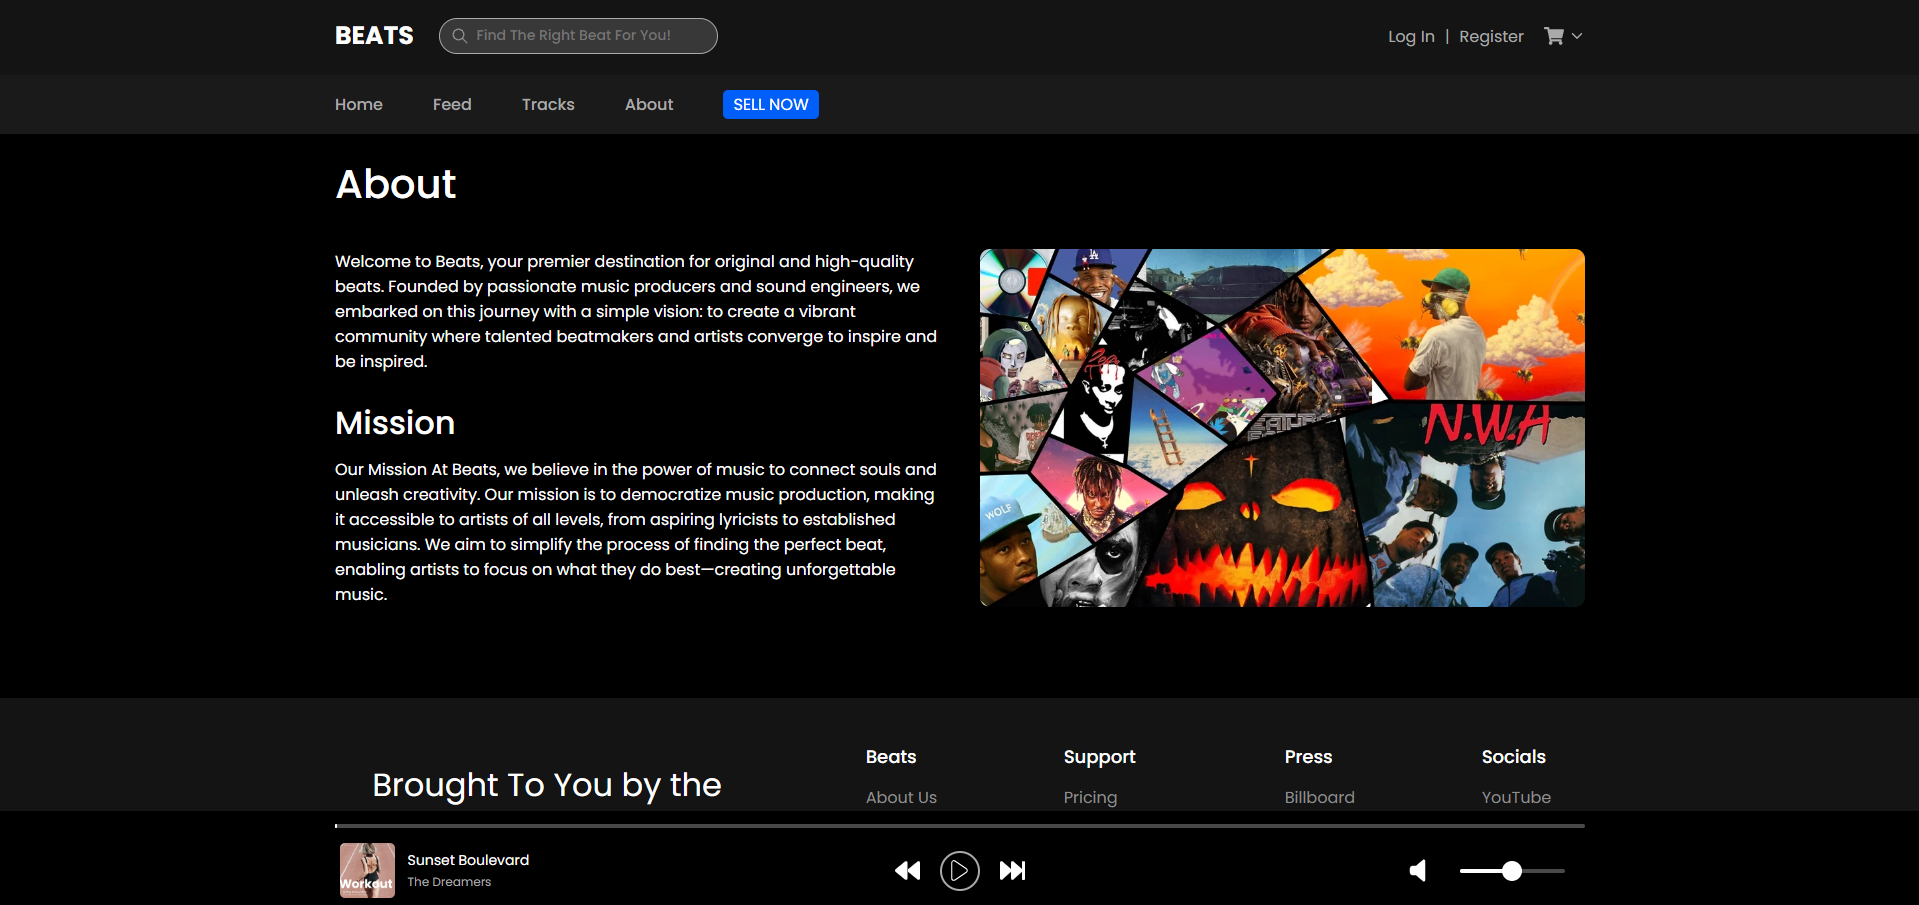 BEATS
Find The Right Beat For You!
Log In | Register
Home
Feed
Tracks
About
SELL NOW
About
Welcome to Beats, your premier destination for original and high-quality
beats. Founded by passionate music producers and sound engineers, we
embarked on this journey with a simple vision: to create a vibrant
community where talented beatmakers and artists converge to inspire and
be inspired.
Mission
Our Mission At Beats, we believe in the power of music to connect souls and
unleash creativity. Our mission is to democratize music production, making
it accessible to artists of all levels, from aspiring lyricists to established
musicians. We aim to simplify the process of finding the perfect beat,
enabling artists to focus on what they do best—creating unforgettable
music.
LA
N.W.A
WOLF
Brought To You by the
Beats
About Us
Support
Pricing
Press
Billboard
Socials
YouTube
Workout
Sunset Boulevard
The Dreamers